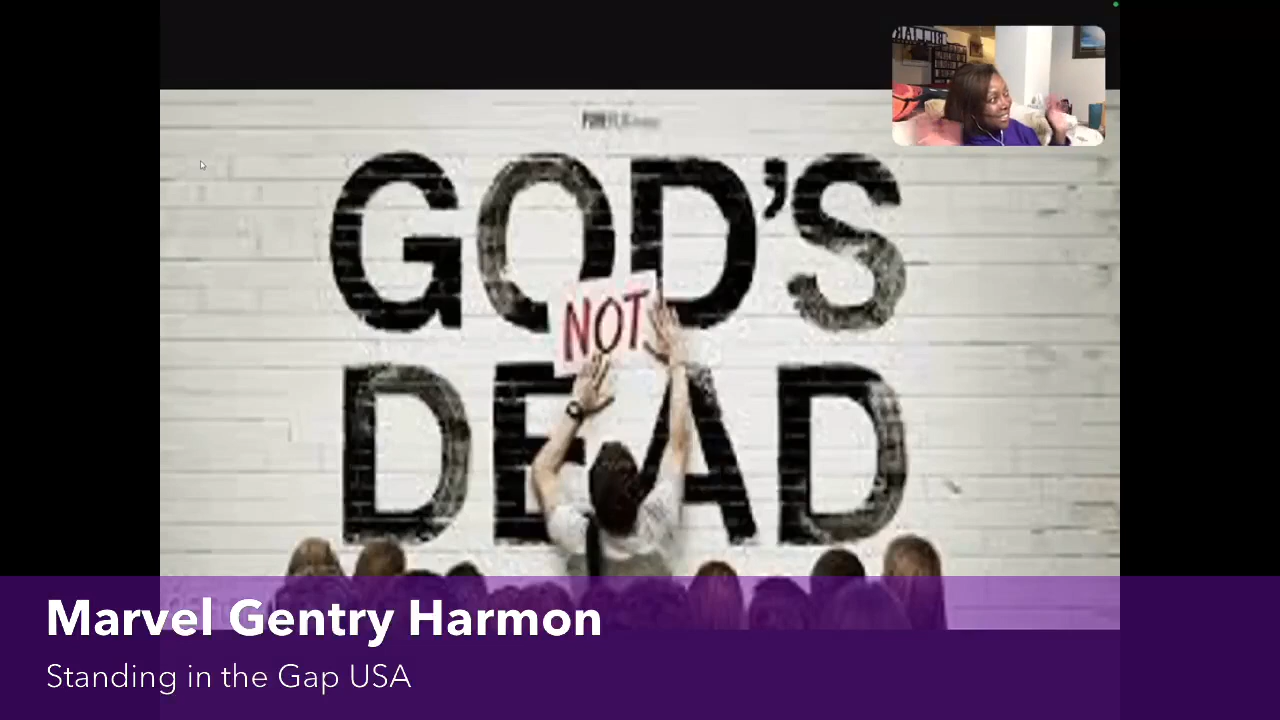 GOD'S
NOT
DEAD
Marvel Gentry Harmon
Standing in the Gap USA